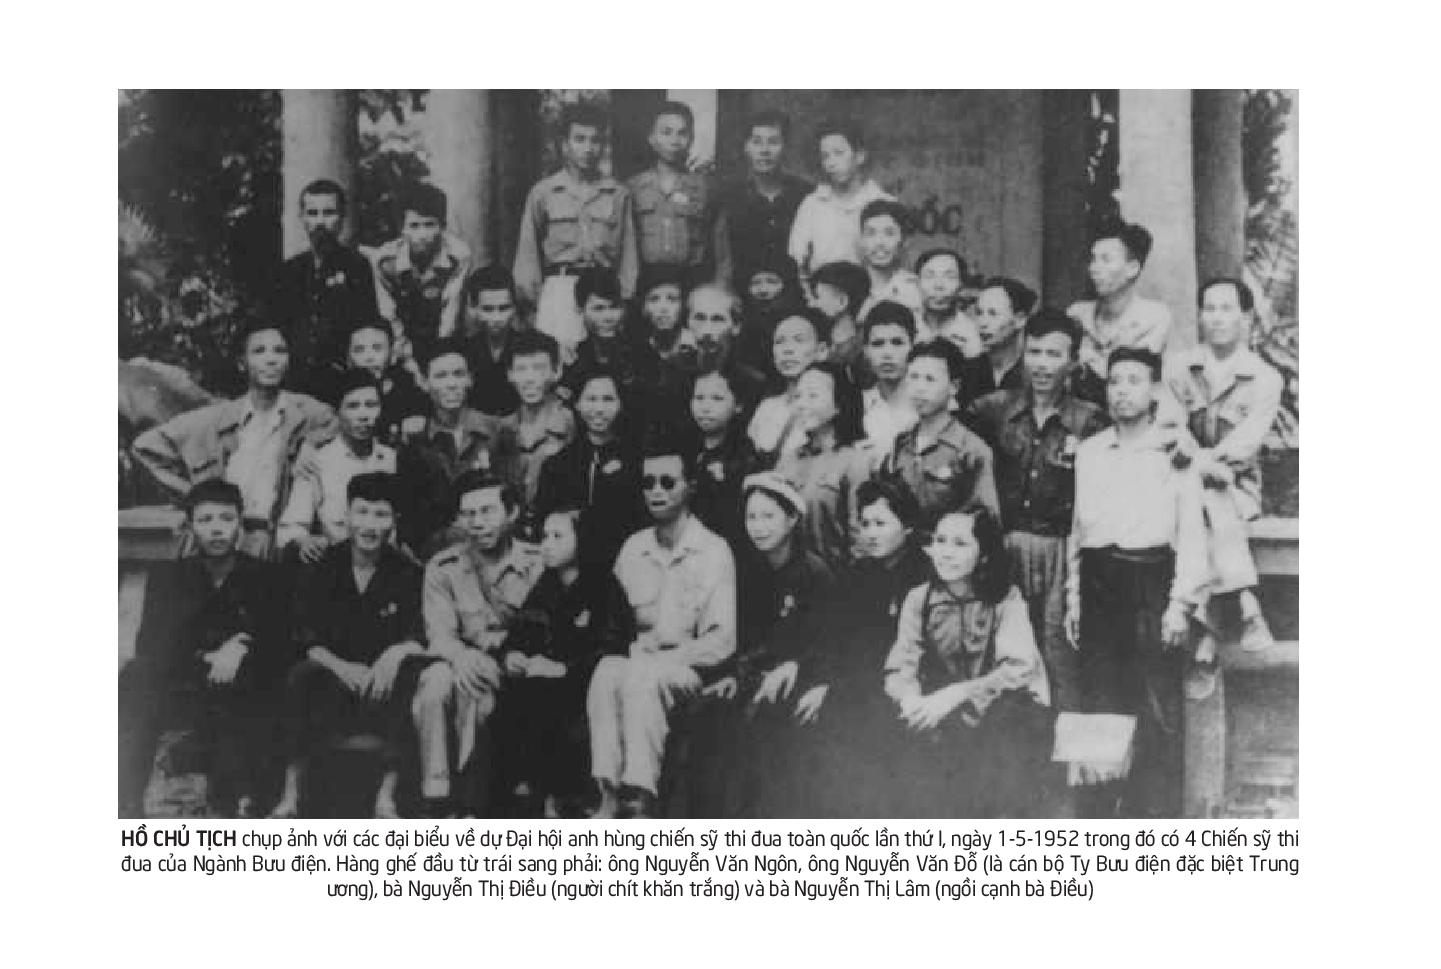 ỐC
HỒ CHỦ TỊCH chụp ảnh với các đại biểu về dự Đại hội anh hùng chiến sỹ thi đua toàn quốc lần thứ I, ngày 1-5-1952 trong đó có 4 Chiến sỹ thi
đua của Ngành Bưu điện. Hàng ghế đầu từ trái sang phải: ông Nguyễn Văn Ngôn, ông Nguyễn Văn Đỗ (là cán bộ Ty Bưu điện đặc biệt Trung
ương), bà Nguyễn Thị Điều (người chít khăn trắng) và bà Nguyễn Thị Lâm (ngồi cạnh bà Điều)